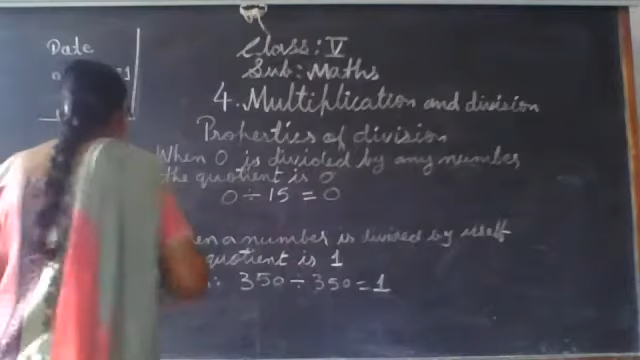 Date
Class: V
Sub: Maths
4. Multiplication and division
Properties of division
When 0 is divided by any number
the quotient is 0
0 ÷ 15 = 0
a number is divided by itself
quotient is 1
350 ÷ 350 = 1